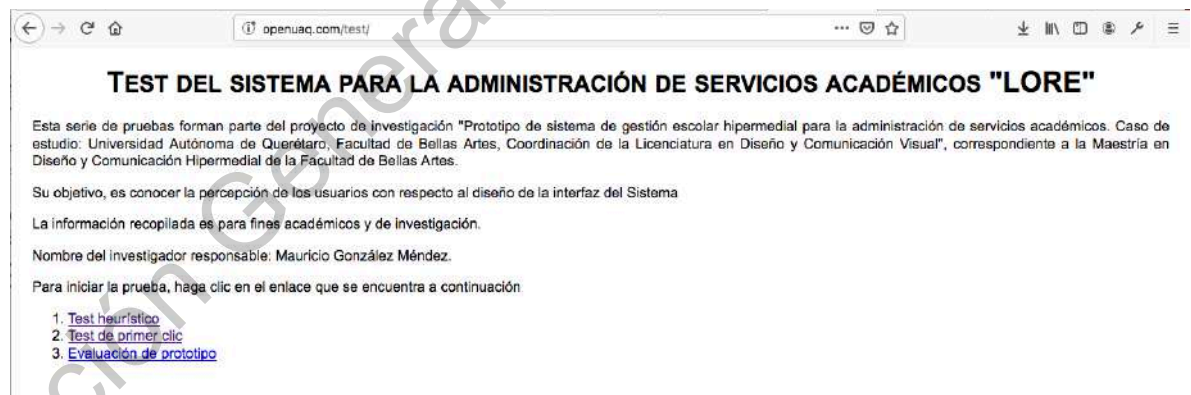 openuaq.com/test/
TEST DEL SISTEMA PARA LA ADMINISTRACIÓN DE SERVICIOS ACADÉMICOS "LORE"
Esta serie de pruebas forman parte del proyecto de investigación "Prototipo de sistema de gestión escolar hipermedial para la administración de servicios académicos. Caso de
estudio: Universidad Autónoma de Querétaro, Facultad de Bellas Artes, Coordinación de la Licenciatura en Diseño y Comunicación Visual", correspondiente a la Maestría en
Diseño y Comunicación Hipermedial de la Facultad de Bellas Artes.
Su objetivo, es conocer la percepción de los usuarios con respecto al diseño de la interfaz del Sistema
La información recopilada es para fines académicos y de investigación.
Nombre del investigador responsable: Mauricio González Méndez.
Para iniciar la prueba, haga clic en el enlace que se encuentra a continuación
1. Test heurístico
2. Test de primer clic
3. Evaluación de prototipo
ción General